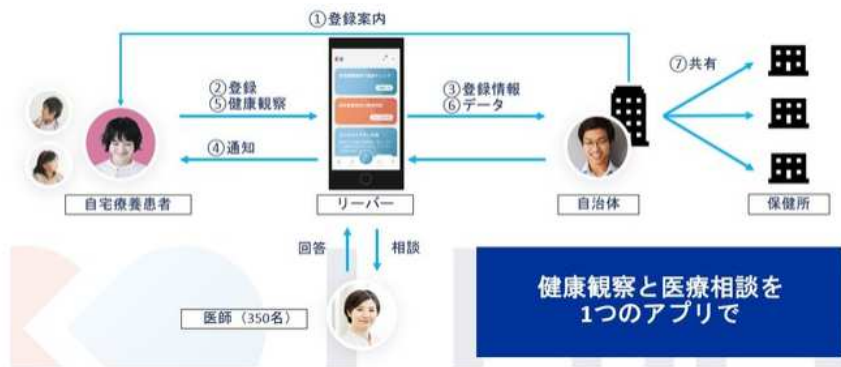 ①登録案内
②登録
⑤健康観察
③登録情報
⑥データ
⑦共有
④通知
自宅療養患者
リーバー
自治体
保健所
回答
相談
医師（350名）
健康観察と医療相談を
1つのアプリで